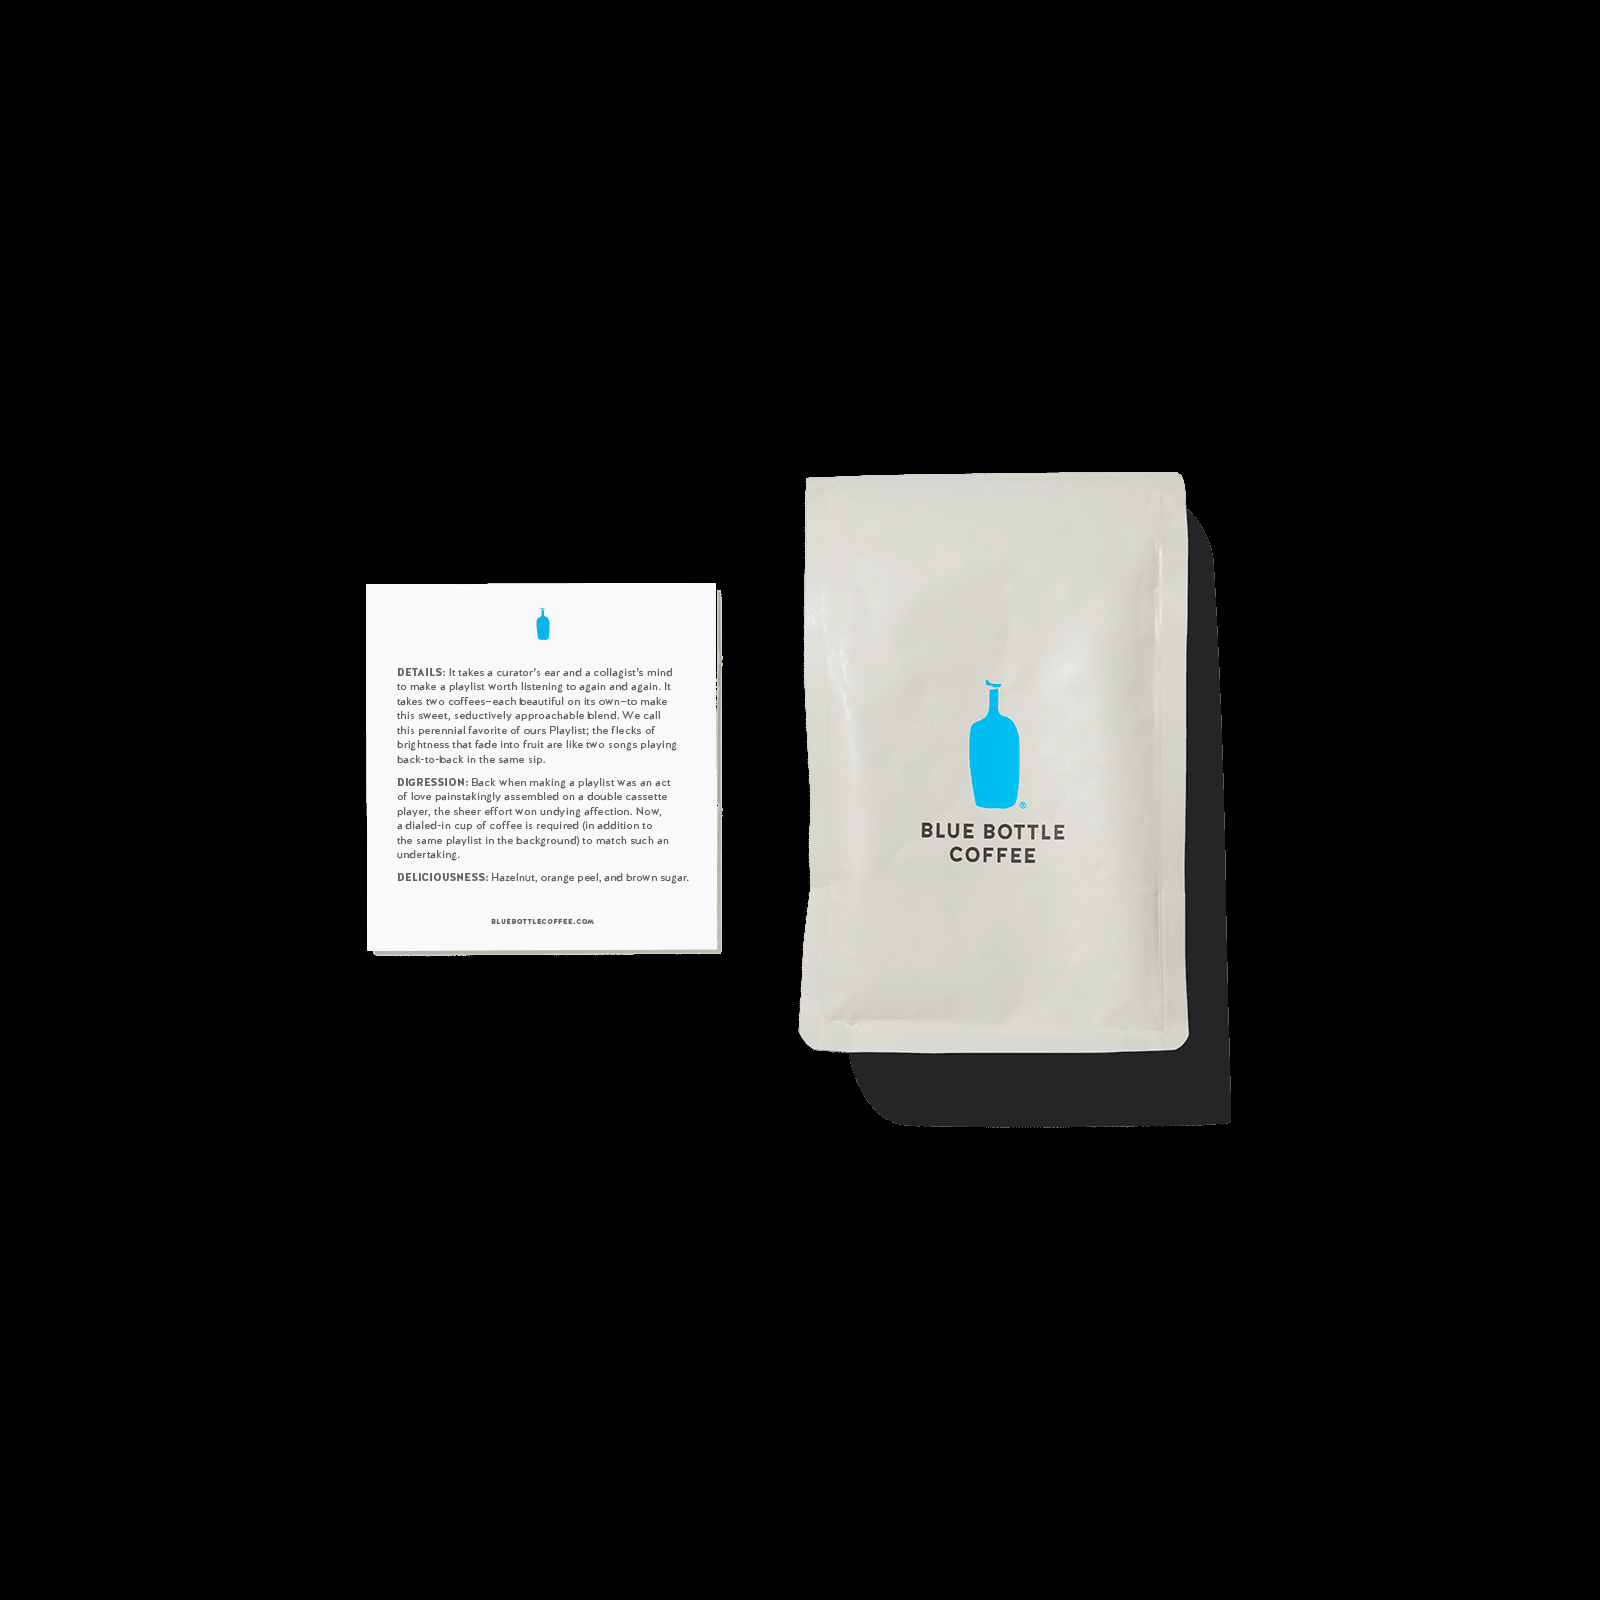 DETAILS: It takes a curator's ear and a collagist's mind
to make a playlist worth listening to again and again. It
takes two coffees–each beautiful on its own–to make
this sweet, seductively approachable blend. We call
this perennial favorite of ours Playlist; the flecks of
brightness that fade into fruit are like two songs playing
back-to-back in the same sip.
DIGRESSION: Back when making a playlist was an act
of love painstakingly assembled on a double cassette
player, the sheer effort won undying affection. Now,
a dialed-in cup of coffee is required (in addition to
the same playlist in the background) to match such an
undertaking.
DELICIOUSNESS: Hazelnut, orange peel, and brown sugar.
BLUEBOTTLECOFFEE.COM
®
BLUE BOTTLE
COFFEE